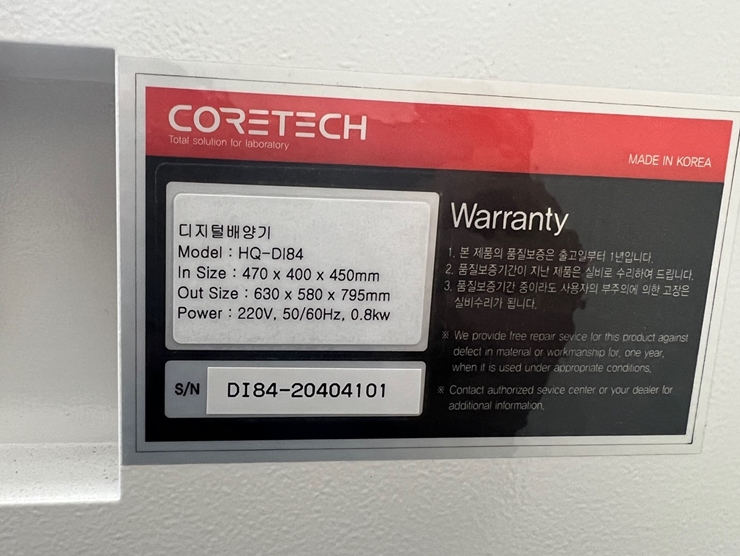 CORETECH
Total solution for laboratory
MADE IN KOREA
디지털배양기
Model : HQ-DI84
In Size : 470 x 400 x 450mm
Out Size : 630 x 580 x 795mm
Power : 220V, 50/60Hz, 0.8kw
S/N DI84-20404101
Warranty
1. 본 제품의 품질보증은 출고일부터 1년입니다.
2. 품질보증기간이 지난 제품은 실비로 수리하여 드립니다.
3. 품질보증기간 중이라도 사용자의 부주의에 의한 고장은
실비수리가 됩니다.
※ We provide free repair sevice for this product against
defect in material or workmanship for, one year,
when it is used under appropriate conditions.
※ Contact authorized sevice center or your dealer for
additional information.